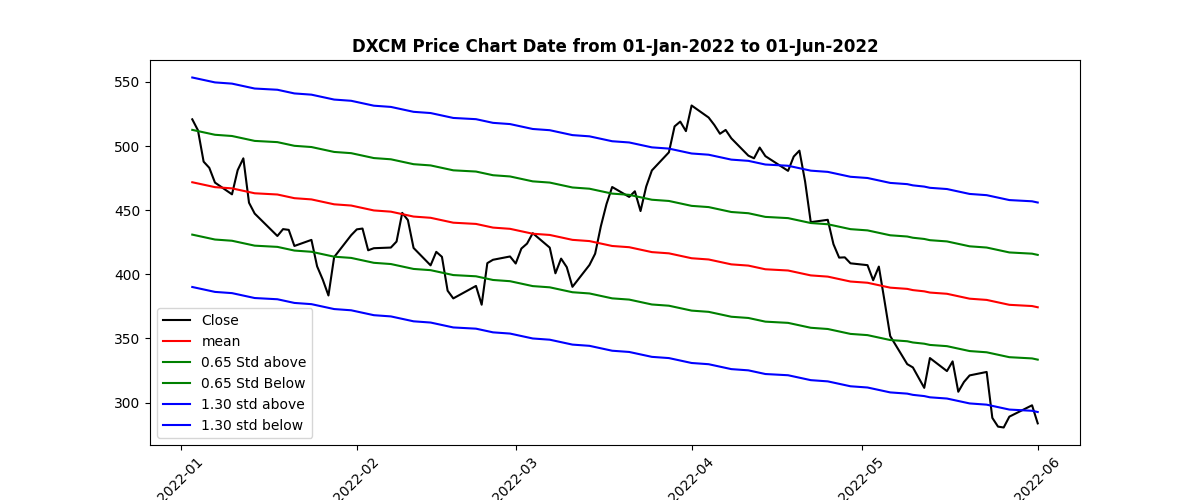 DXCM Price Chart Date from 01-Jan-2022 to 01-Jun-2022
550
500
450
400
350
300
Close
mean
0.65 Std above
0.65 Std Below
1.30 std above
1.30 std below
2022-01
2022-02
2022-03
2022-04
2022-05
2022-06